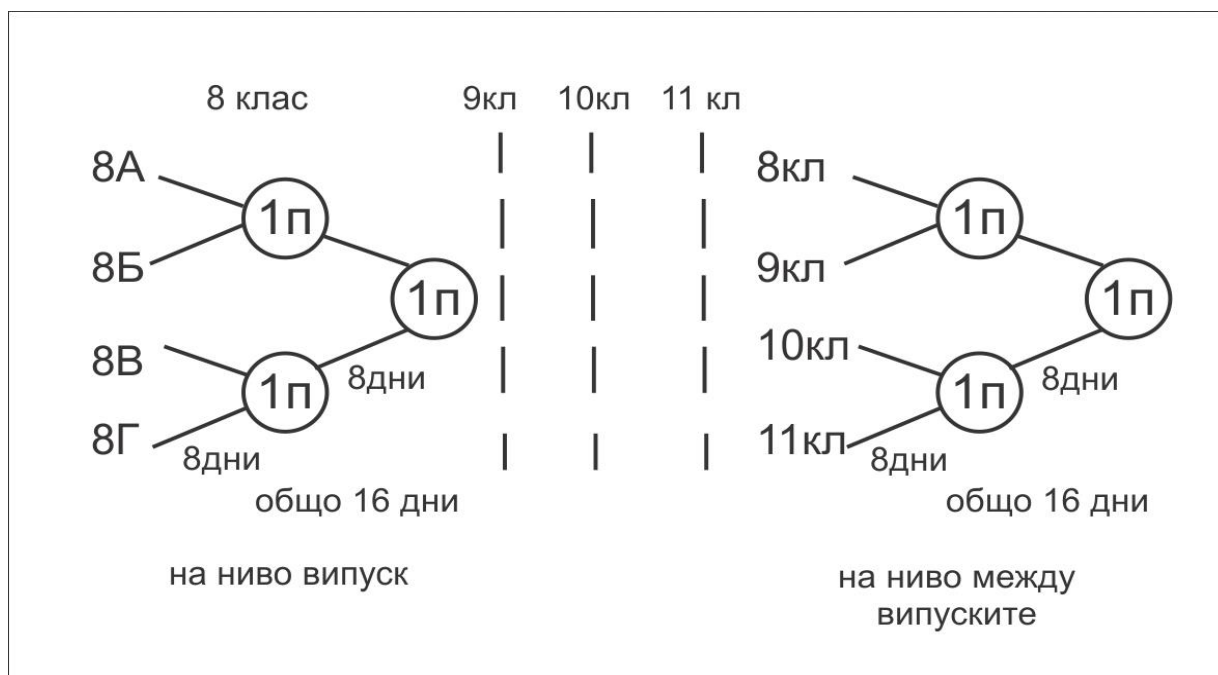 8 клас
9кл
10кл
11 кл
8А
8Б
8В
8Г
1п
1п
1п
8дни
8дни
общо 16 дни
на ниво випуск
8кл
9кл
10кл
11кл
1п
1п
1п
8дни
8дни
общо 16 дни
на ниво между
випуските